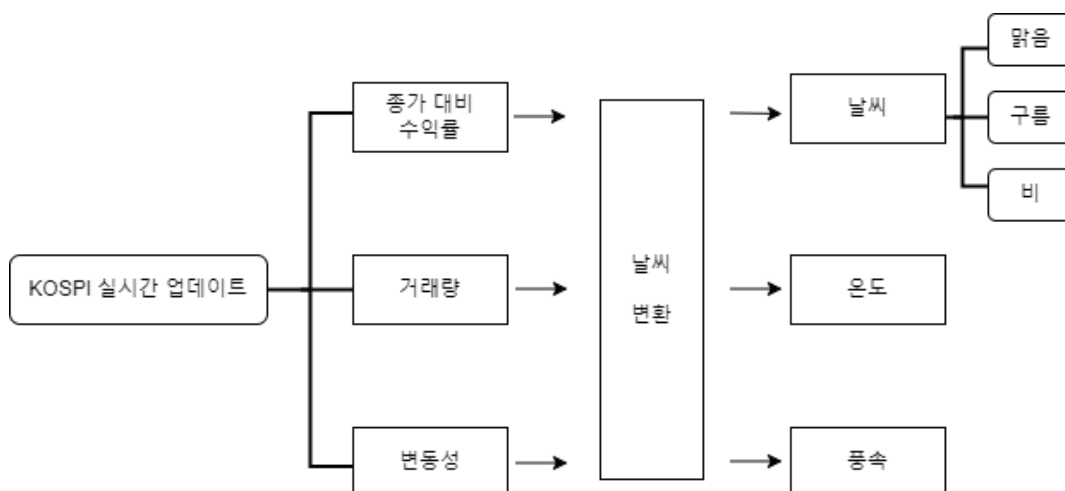 KOSPI 실시간 업데이트
종가 대비
수익률
거래량
변동성
날씨
변환
날씨
온도
풍속
맑음
구름
비